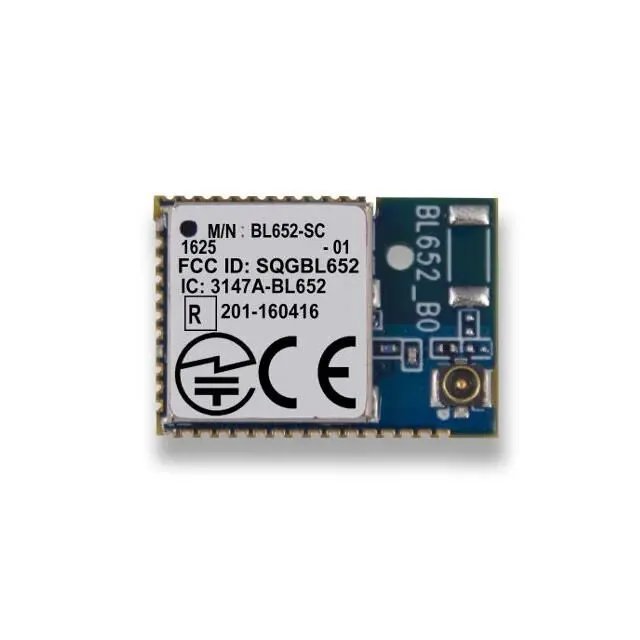 M/N : BL652-SC
1625 - 01
FCC ID: SQGBL652
IC: 3147A-BL652
R 201-160416
CE
BL652_B0